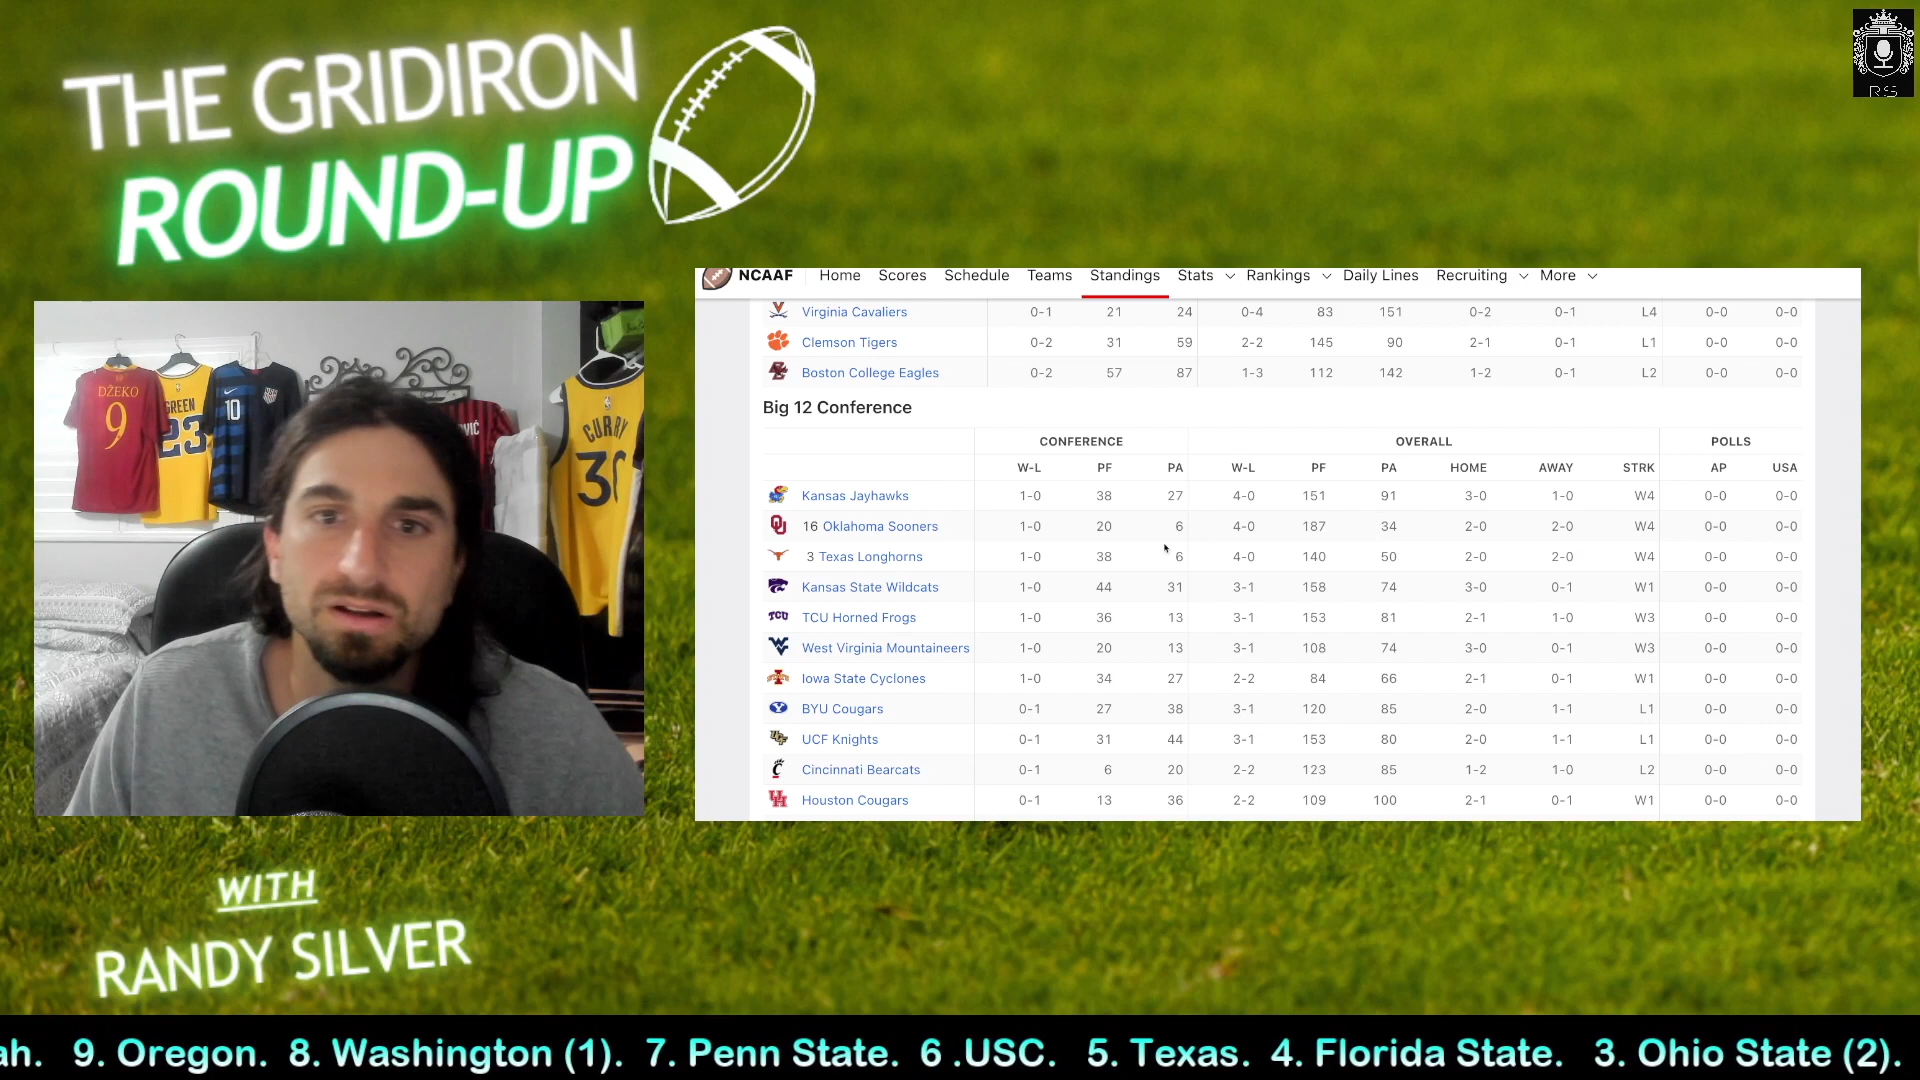 THE GRIDIRON
ROUND-UP
RS
DŽEKO
9
GREEN
23
10
VIĆ
CURRY
NCAAF Home Scores Schedule Teams Standings Stats Rankings Daily Lines Recruiting More
Virginia Cavaliers 0-1 21 24 0-4 83 151 0-2 0-1 L4 0-0 0-0
Clemson Tigers 0-2 31 59 2-2 145 90 2-1 0-1 L1 0-0 0-0
Boston College Eagles 0-2 57 87 1-3 112 142 1-2 0-1 L2 0-0 0-0
Big 12 Conference
CONFERENCE OVERALL POLLS
W-L PF PA W-L PF PA HOME AWAY STRK AP USA
Kansas Jayhawks 1-0 38 27 4-0 151 91 3-0 1-0 W4 0-0 0-0
16 Oklahoma Sooners 1-0 20 6 4-0 187 34 2-0 2-0 W4 0-0 0-0
3 Texas Longhorns 1-0 38 6 4-0 140 50 2-0 2-0 W4 0-0 0-0
Kansas State Wildcats 1-0 44 31 3-1 158 74 3-0 0-1 W1 0-0 0-0
TCU Horned Frogs 1-0 36 13 3-1 153 81 2-1 1-0 W3 0-0 0-0
West Virginia Mountaineers 1-0 20 13 3-1 108 74 3-0 0-1 W3 0-0 0-0
Iowa State Cyclones 1-0 34 27 2-2 84 66 2-1 0-1 W1 0-0 0-0
BYU Cougars 0-1 27 38 3-1 120 85 2-0 1-1 L1 0-0 0-0
UCF Knights 0-1 31 44 3-1 153 80 2-0 1-1 L1 0-0 0-0
Cincinnati Bearcats 0-1 6 20 2-2 123 85 1-2 1-0 L2 0-0 0-0
Houston Cougars 0-1 13 36 2-2 109 100 2-1 0-1 W1 0-0 0-0
WITH
RANDY SILVER
ah. 9. Oregon. 8. Washington (1). 7. Penn State. 6 .USC. 5. Texas. 4. Florida State. 3. Ohio State (2).